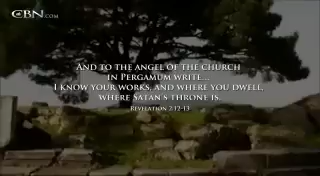 CBN.COM
And to the angel of the church
in Pergamum write...
I know your works, and where you dwell,
where Satan's throne is.
Revelation 2:12-13